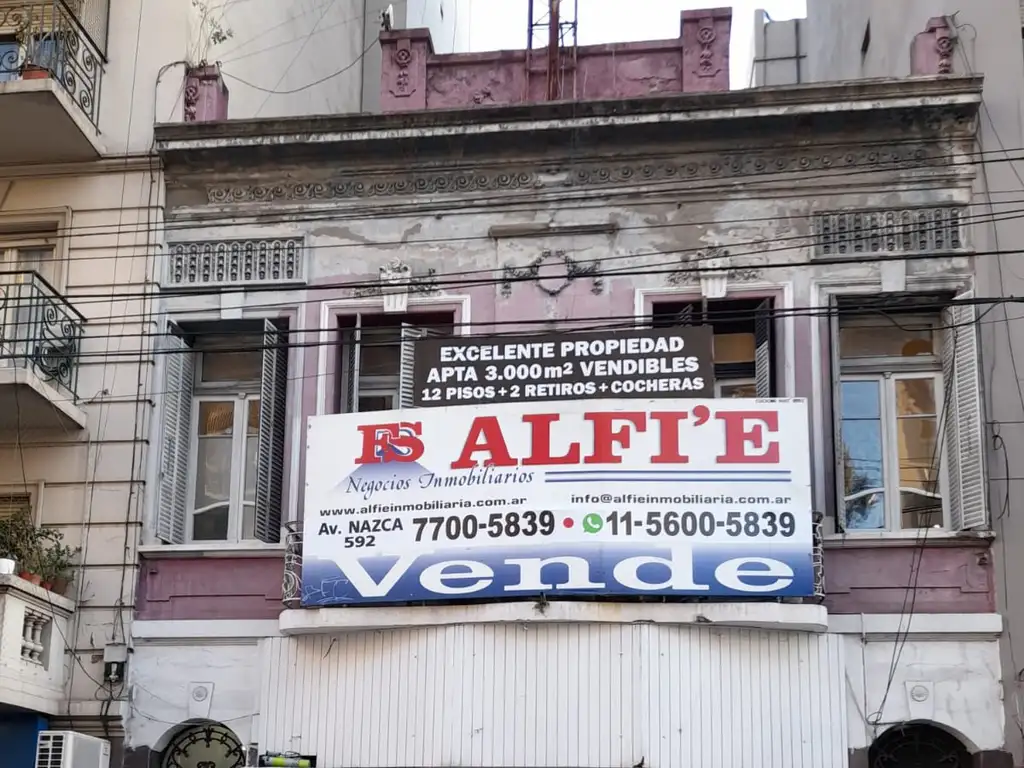 EXCELENTE PROPIEDAD
APTA 3.000m² VENDIBLES
12 PISOS+2 RETIROS+COCHERAS
ALFI'E
Negocios Inmobiliarios
www.alfieinmobiliaria.com.ar info@alfieinmobiliaria.com.ar
Av. NAZCA 592 7700-5839 • 11-5600-5839
Vende